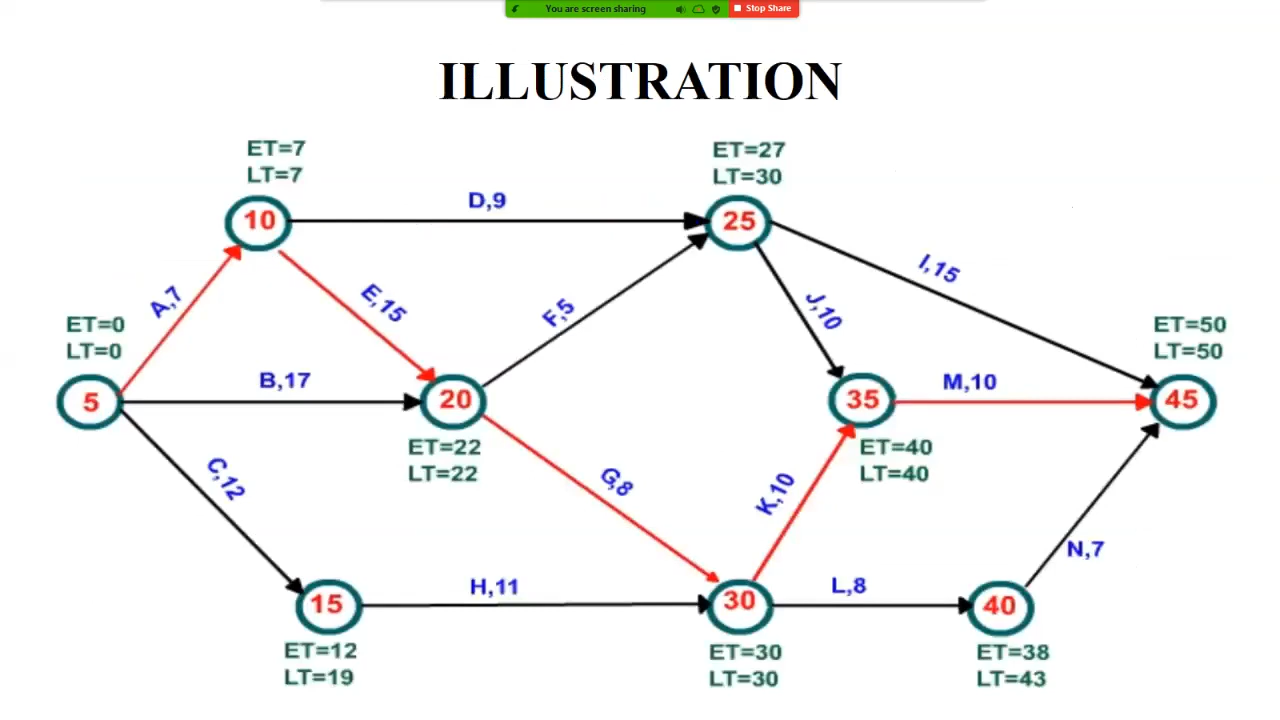 You are screen sharing
Stop Share
ILLUSTRATION
ET=7
LT=7
ET=27
LT=30
10
D,9
25
A,7
E,15
F,5
J,10
I,15
ET=0
LT=0
ET=50
LT=50
5
B,17
20
35
M,10
45
ET=22
LT=22
ET=40
LT=40
C,12
G,8
K,10
N,7
15
H,11
30
L,8
40
ET=12
LT=19
ET=30
LT=30
ET=38
LT=43